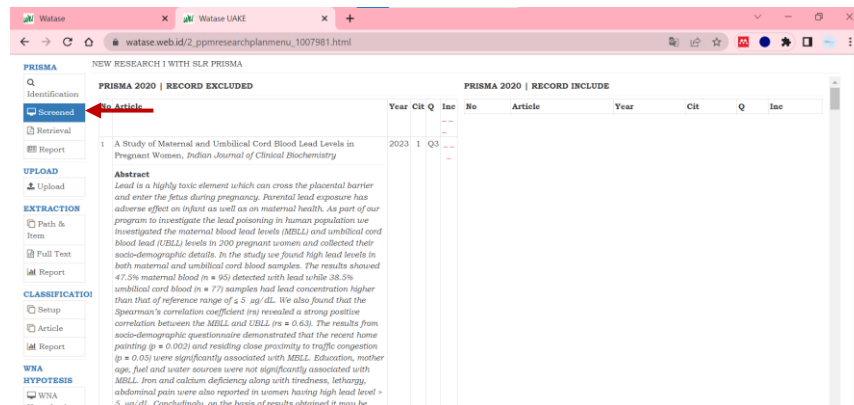 Watase
Watase UAKE
watase.web.id/2_ppmresearchplanmenu_1007981.html
PRISMA
Identification
Screened
Retrieval
Report
UPLOAD
Upload
EXTRACTION
Path &
Item
Full Text
Report
CLASSIFICATIO
Setup
Article
Report
WNA
HYPOTESIS
WNA
NEW RESEARCH I WITH SLR PRISMA
PRISMA 2020 | RECORD EXCLUDED
No Article Year Cit Q Inc
1 A Study of Maternal and Umbilical Cord Blood Lead Levels in 2023 1 Q3
Pregnant Women, Indian Journal of Clinical Biochemistry
Abstract
Lead is a highly toxic element which can cross the placental barrier
and enter the fetus during pregnancy. Parental lead exposure has
adverse effect on infant as well as on maternal health. As part of our
program to investigate the lead poisoning in human population we
investigated the maternal blood lead levels (MBLL) and umbilical cord
blood lead (UBLL) levels in 200 pregnant women and collected their
socio-demographic details. In the study we found high lead levels in
both maternal and umbilical cord blood samples. The results showed
47.5% maternal blood (n = 95) detected with lead while 38.5%
umbilical cord blood (n = 77) samples had lead concentration higher
than that of reference range of ≤ 5 µg/dL. We also found that the
Spearman's correlation coefficient (rs) revealed a strong positive
correlation between the MBLL and UBLL (rs = 0.63). The results from
socio-demographic questionnaire demonstrated that the recent home
painting (p = 0.002) and residing close proximity to traffic congestion
(p = 0.05) were significantly associated with MBLL. Education, mother
age, fuel and water sources were not significantly associated with
MBLL. Iron and calcium deficiency along with tiredness, lethargy,
abdominal pain were also reported in women having high lead level >
5 µg/dL. Concludingly, on the basis of results obtained it may be
PRISMA 2020 | RECORD INCLUDE
No Article Year Cit Q Inc